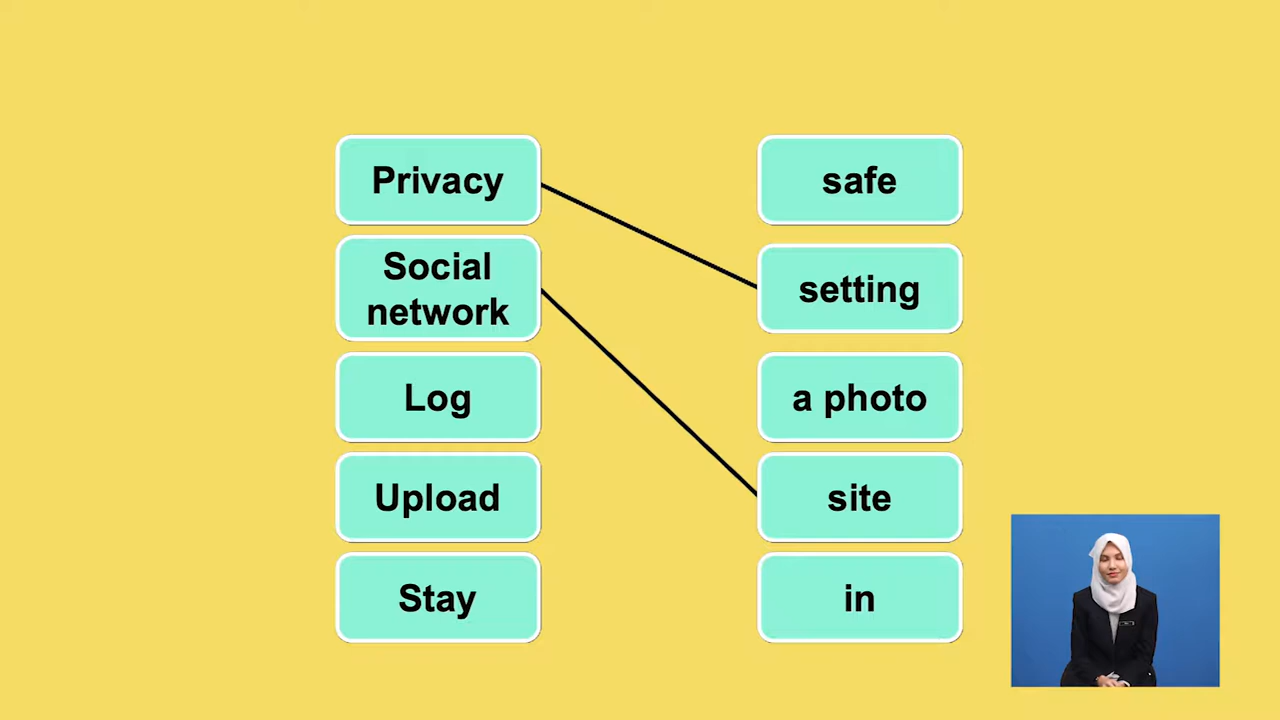 Privacy
safe
Social
network
setting
Log
a photo
Upload
site
Stay
in